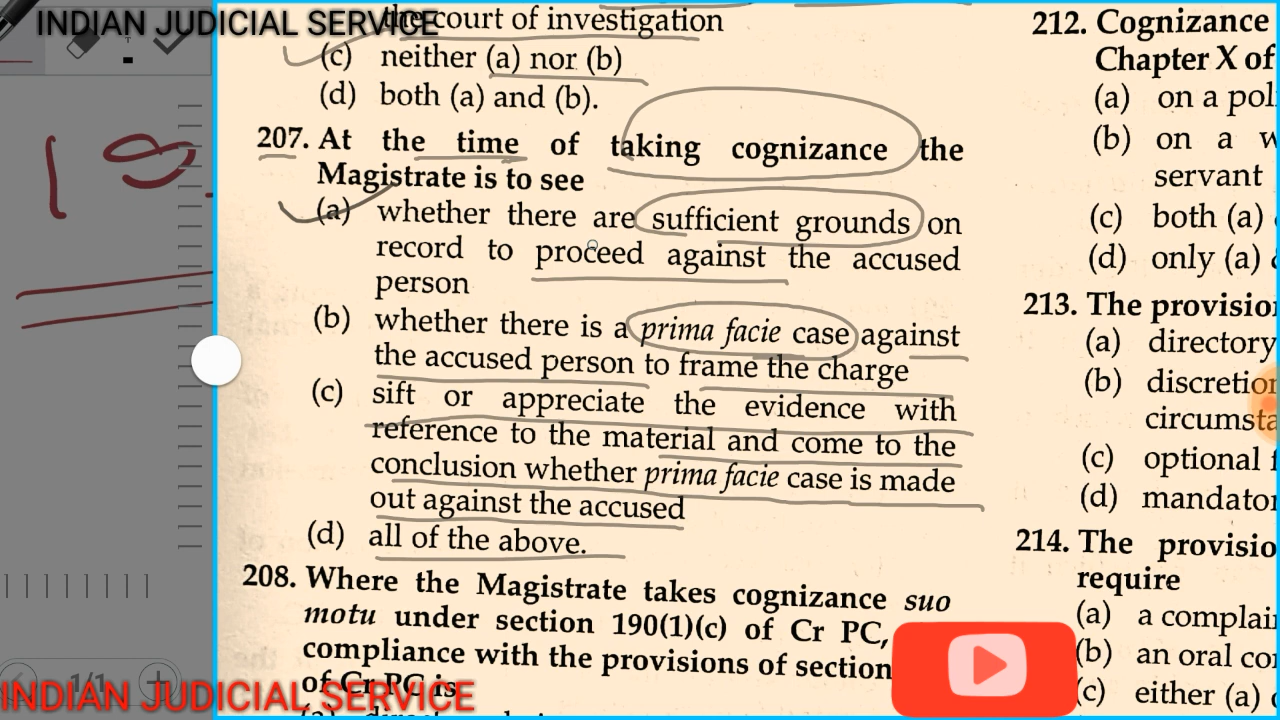 INDIAN JUDICIAL SERVICE
the court of investigation
(c) neither (a) nor (b)
(d) both (a) and (b).
207. At the time of taking cognizance the
Magistrate is to see
(a) whether there are sufficient grounds on
record to proceed against the accused
person
(b) whether there is a prima facie case against
the accused person to frame the charge
(c) sift or appreciate the evidence with
reference to the material and come to the
conclusion whether prima facie case is made
out against the accused
(d) all of the above.
208. Where the Magistrate takes cognizance suo
motu under section 190(1)(c) of Cr PC,
compliance with the provisions of section
of Cr PC is
212. Cognizance
Chapter X of
(a) on a pol
(b) on a w
servant
(c) both (a)
(d) only (a)
213. The provision
(a) directory
(b) discretion
circumsta
(c) optional
(d) mandator
214. The provisio
require
(a) a complai
(b) an oral co
(c) either (a)
19
1/1
INDIAN JUDICIAL SERVICE